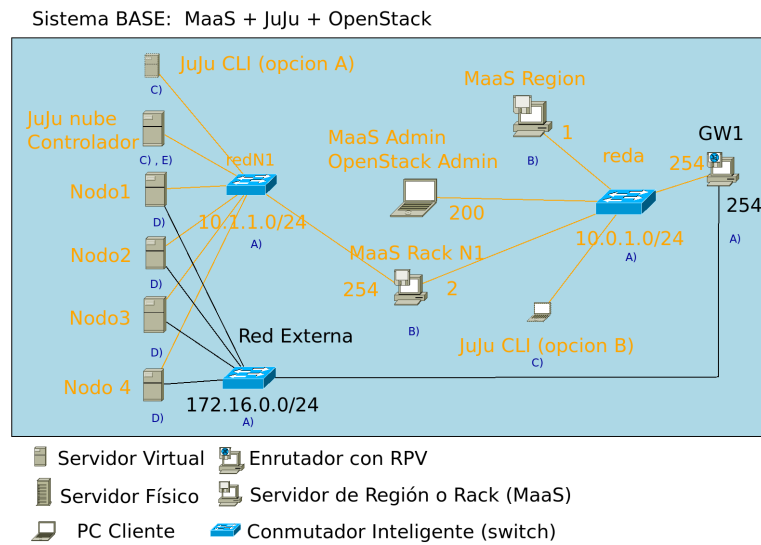 Sistema BASE:  MaaS + JuJu + OpenStack
JuJu CLI (opcion A)
C)
MaaS Region
1
B)
JuJu nube
Controlador
C) , E)
MaaS Admin
OpenStack Admin
200
GW1
reda
254
254
A)
redN1
10.1.1.0/24
A)
10.0.1.0/24
A)
Nodo1
D)
Nodo2
D)
MaaS Rack N1
254
2
B)
Nodo3
D)
Red Externa
JuJu CLI (opcion B)
C)
Nodo 4
D)
172.16.0.0/24
A)
Servidor Virtual
Enrutador con RPV
Servidor Físico
Servidor de Región o Rack (MaaS)
PC Cliente
Conmutador Inteligente (switch)